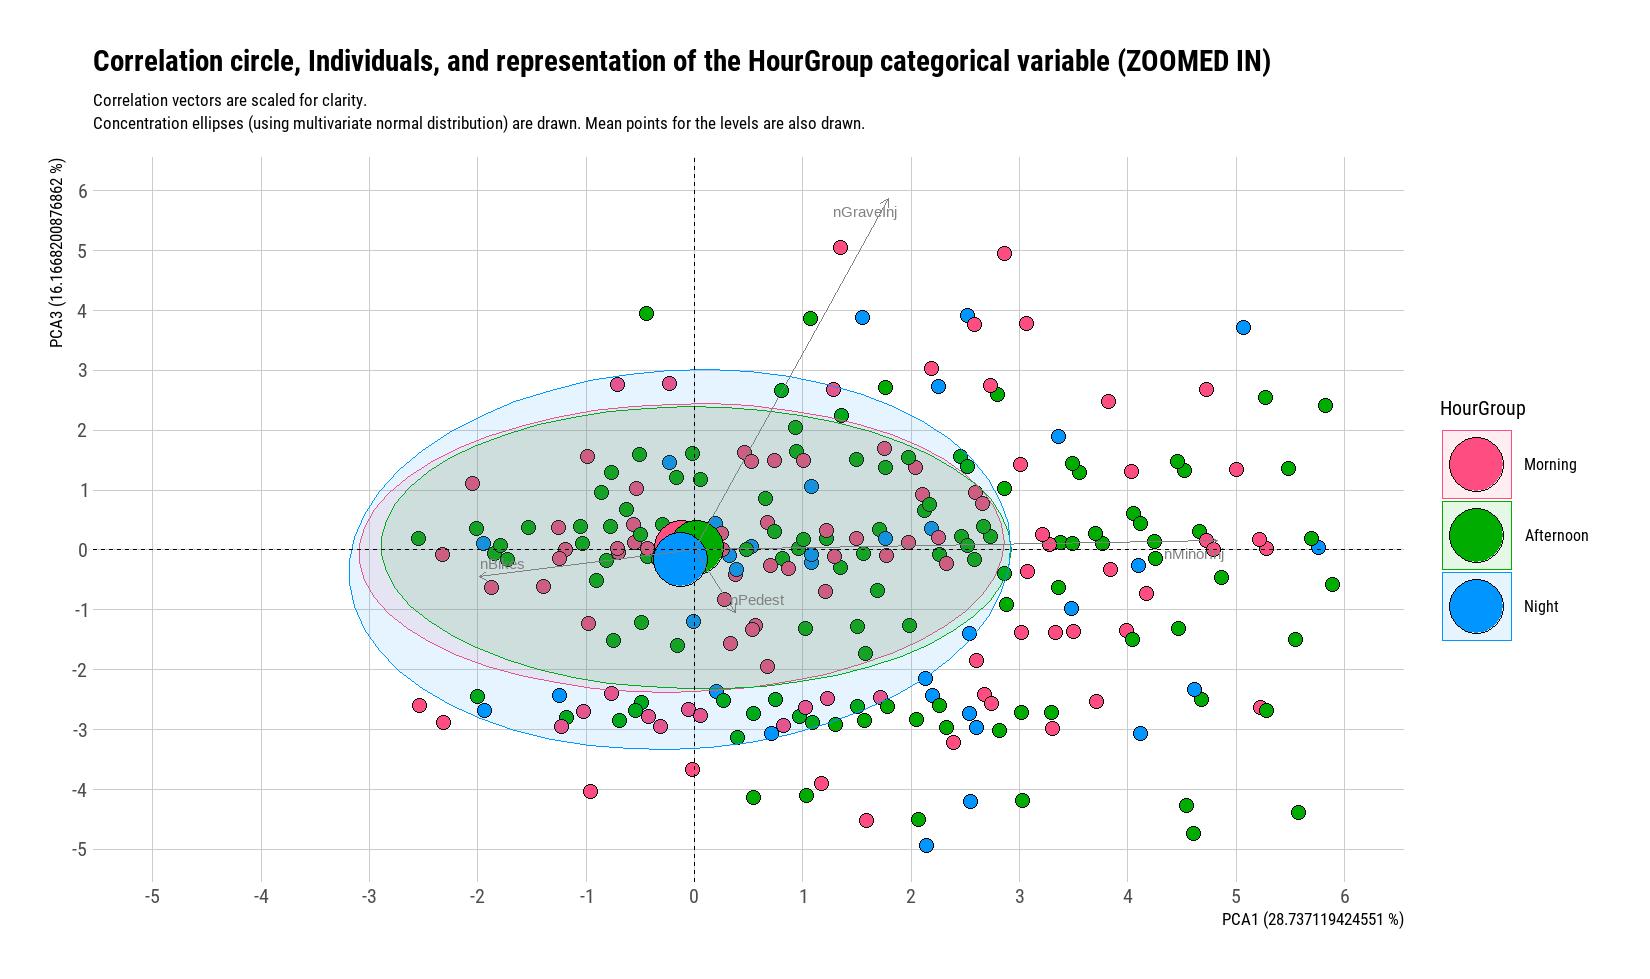 Correlation circle, Individuals, and representation of the HourGroup categorical variable (ZOOMED IN)
Correlation vectors are scaled for clarity.
Concentration ellipses (using multivariate normal distribution) are drawn. Mean points for the levels are also drawn.
PCA3 (16.1668200876862 %)
6
5
4
3
2
1
0
-1
-2
-3
-4
-5
nGraveInj
nBikes
nPedest
nMinorInj
-5
-4
-3
-2
-1
0
1
2
3
4
5
6
PCA1 (28.737119424551 %)
HourGroup
Morning
Afternoon
Night